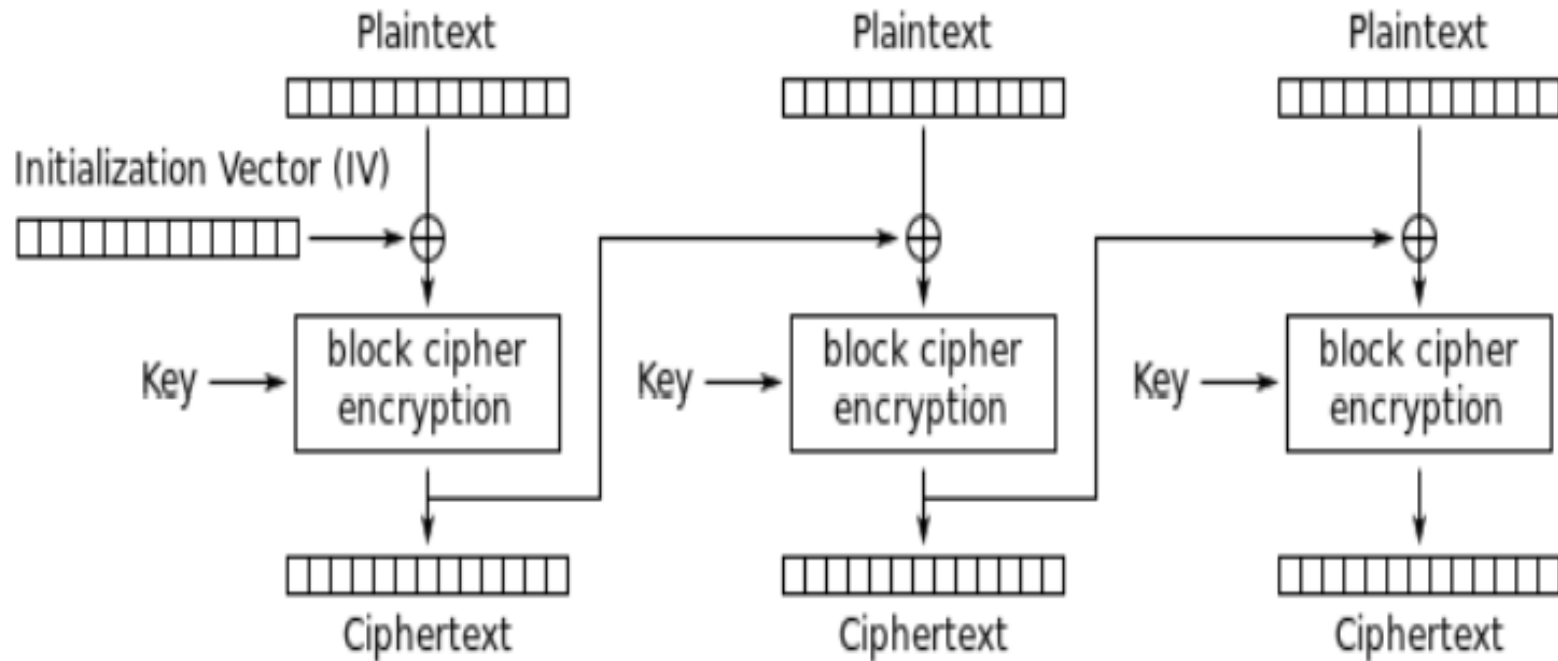 Plaintext Plaintext Plaintext
Initialization Vector (IV)
Key block cipher encryption Key block cipher encryption Key block cipher encryption
Ciphertext Ciphertext Ciphertext